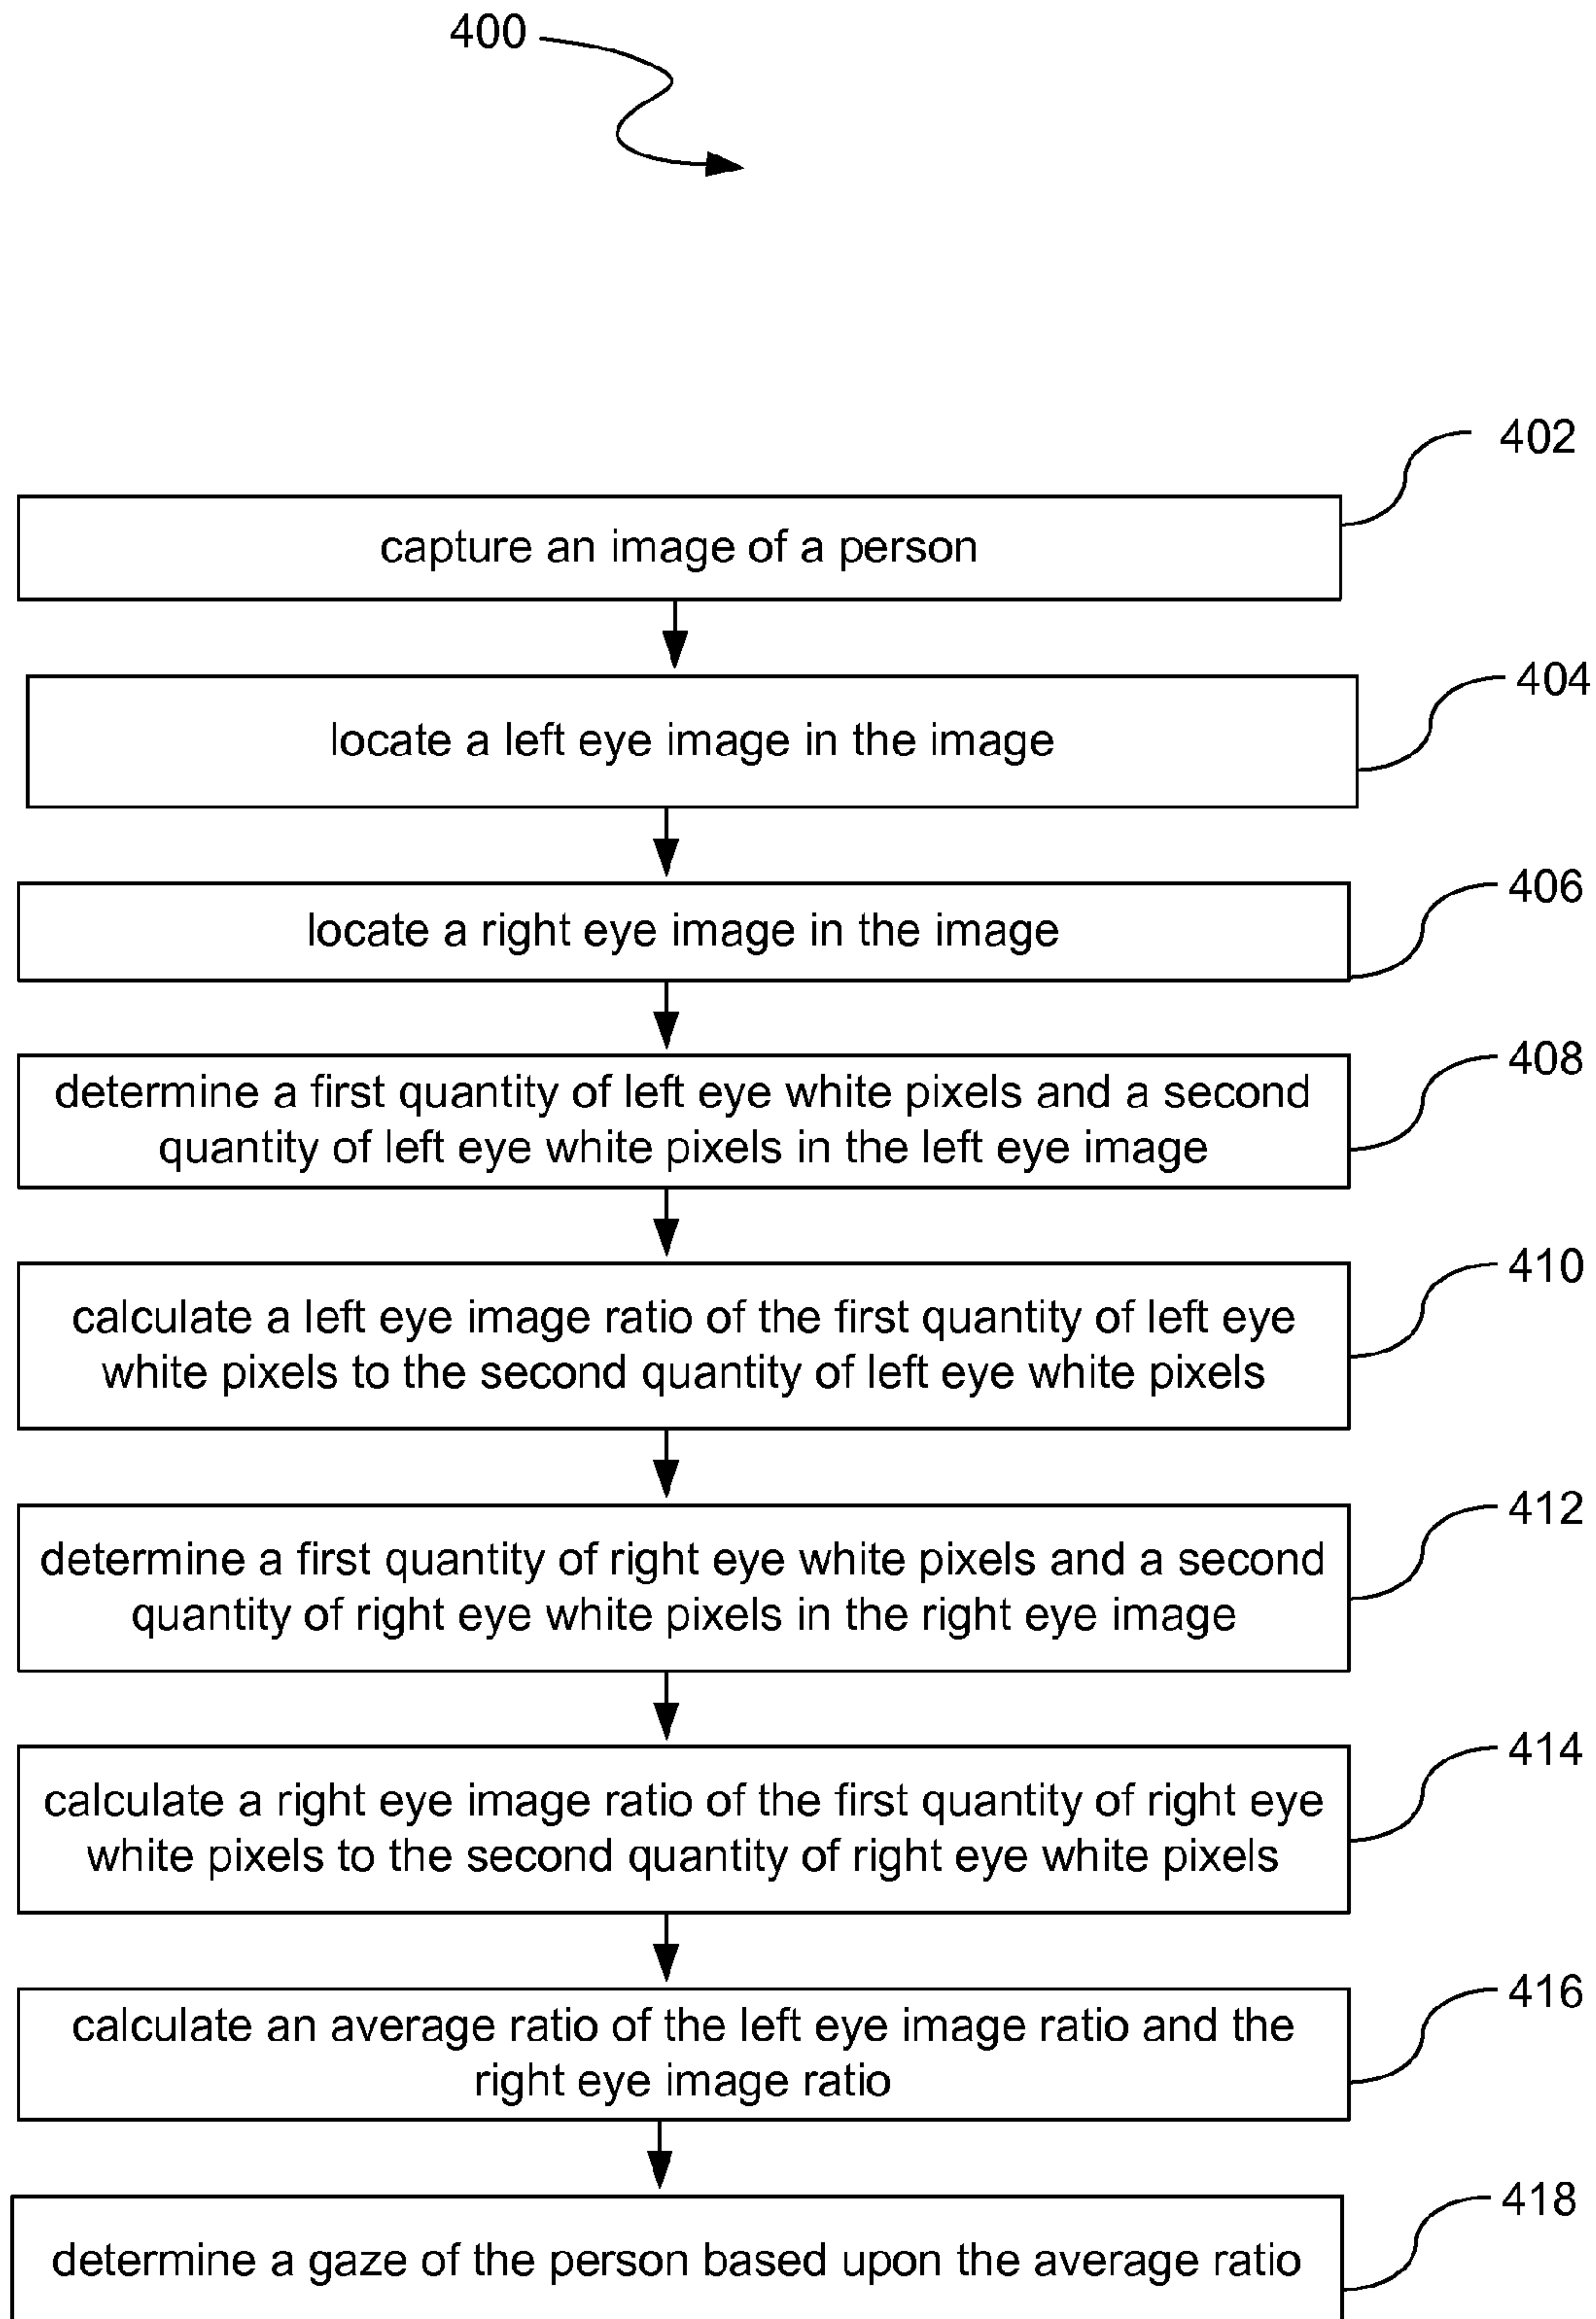 400
402
capture an image of a person
404
locate a left eye image in the image
406
locate a right eye image in the image
408
determine a first quantity of left eye white pixels and a second
quantity of left eye white pixels in the left eye image
410
calculate a left eye image ratio of the first quantity of left eye
white pixels to the second quantity of left eye white pixels
412
determine a first quantity of right eye white pixels and a second
quantity of right eye white pixels in the right eye image
414
calculate a right eye image ratio of the first quantity of right eye
white pixels to the second quantity of right eye white pixels
416
calculate an average ratio of the left eye image ratio and the
right eye image ratio
418
determine a gaze of the person based upon the average ratio